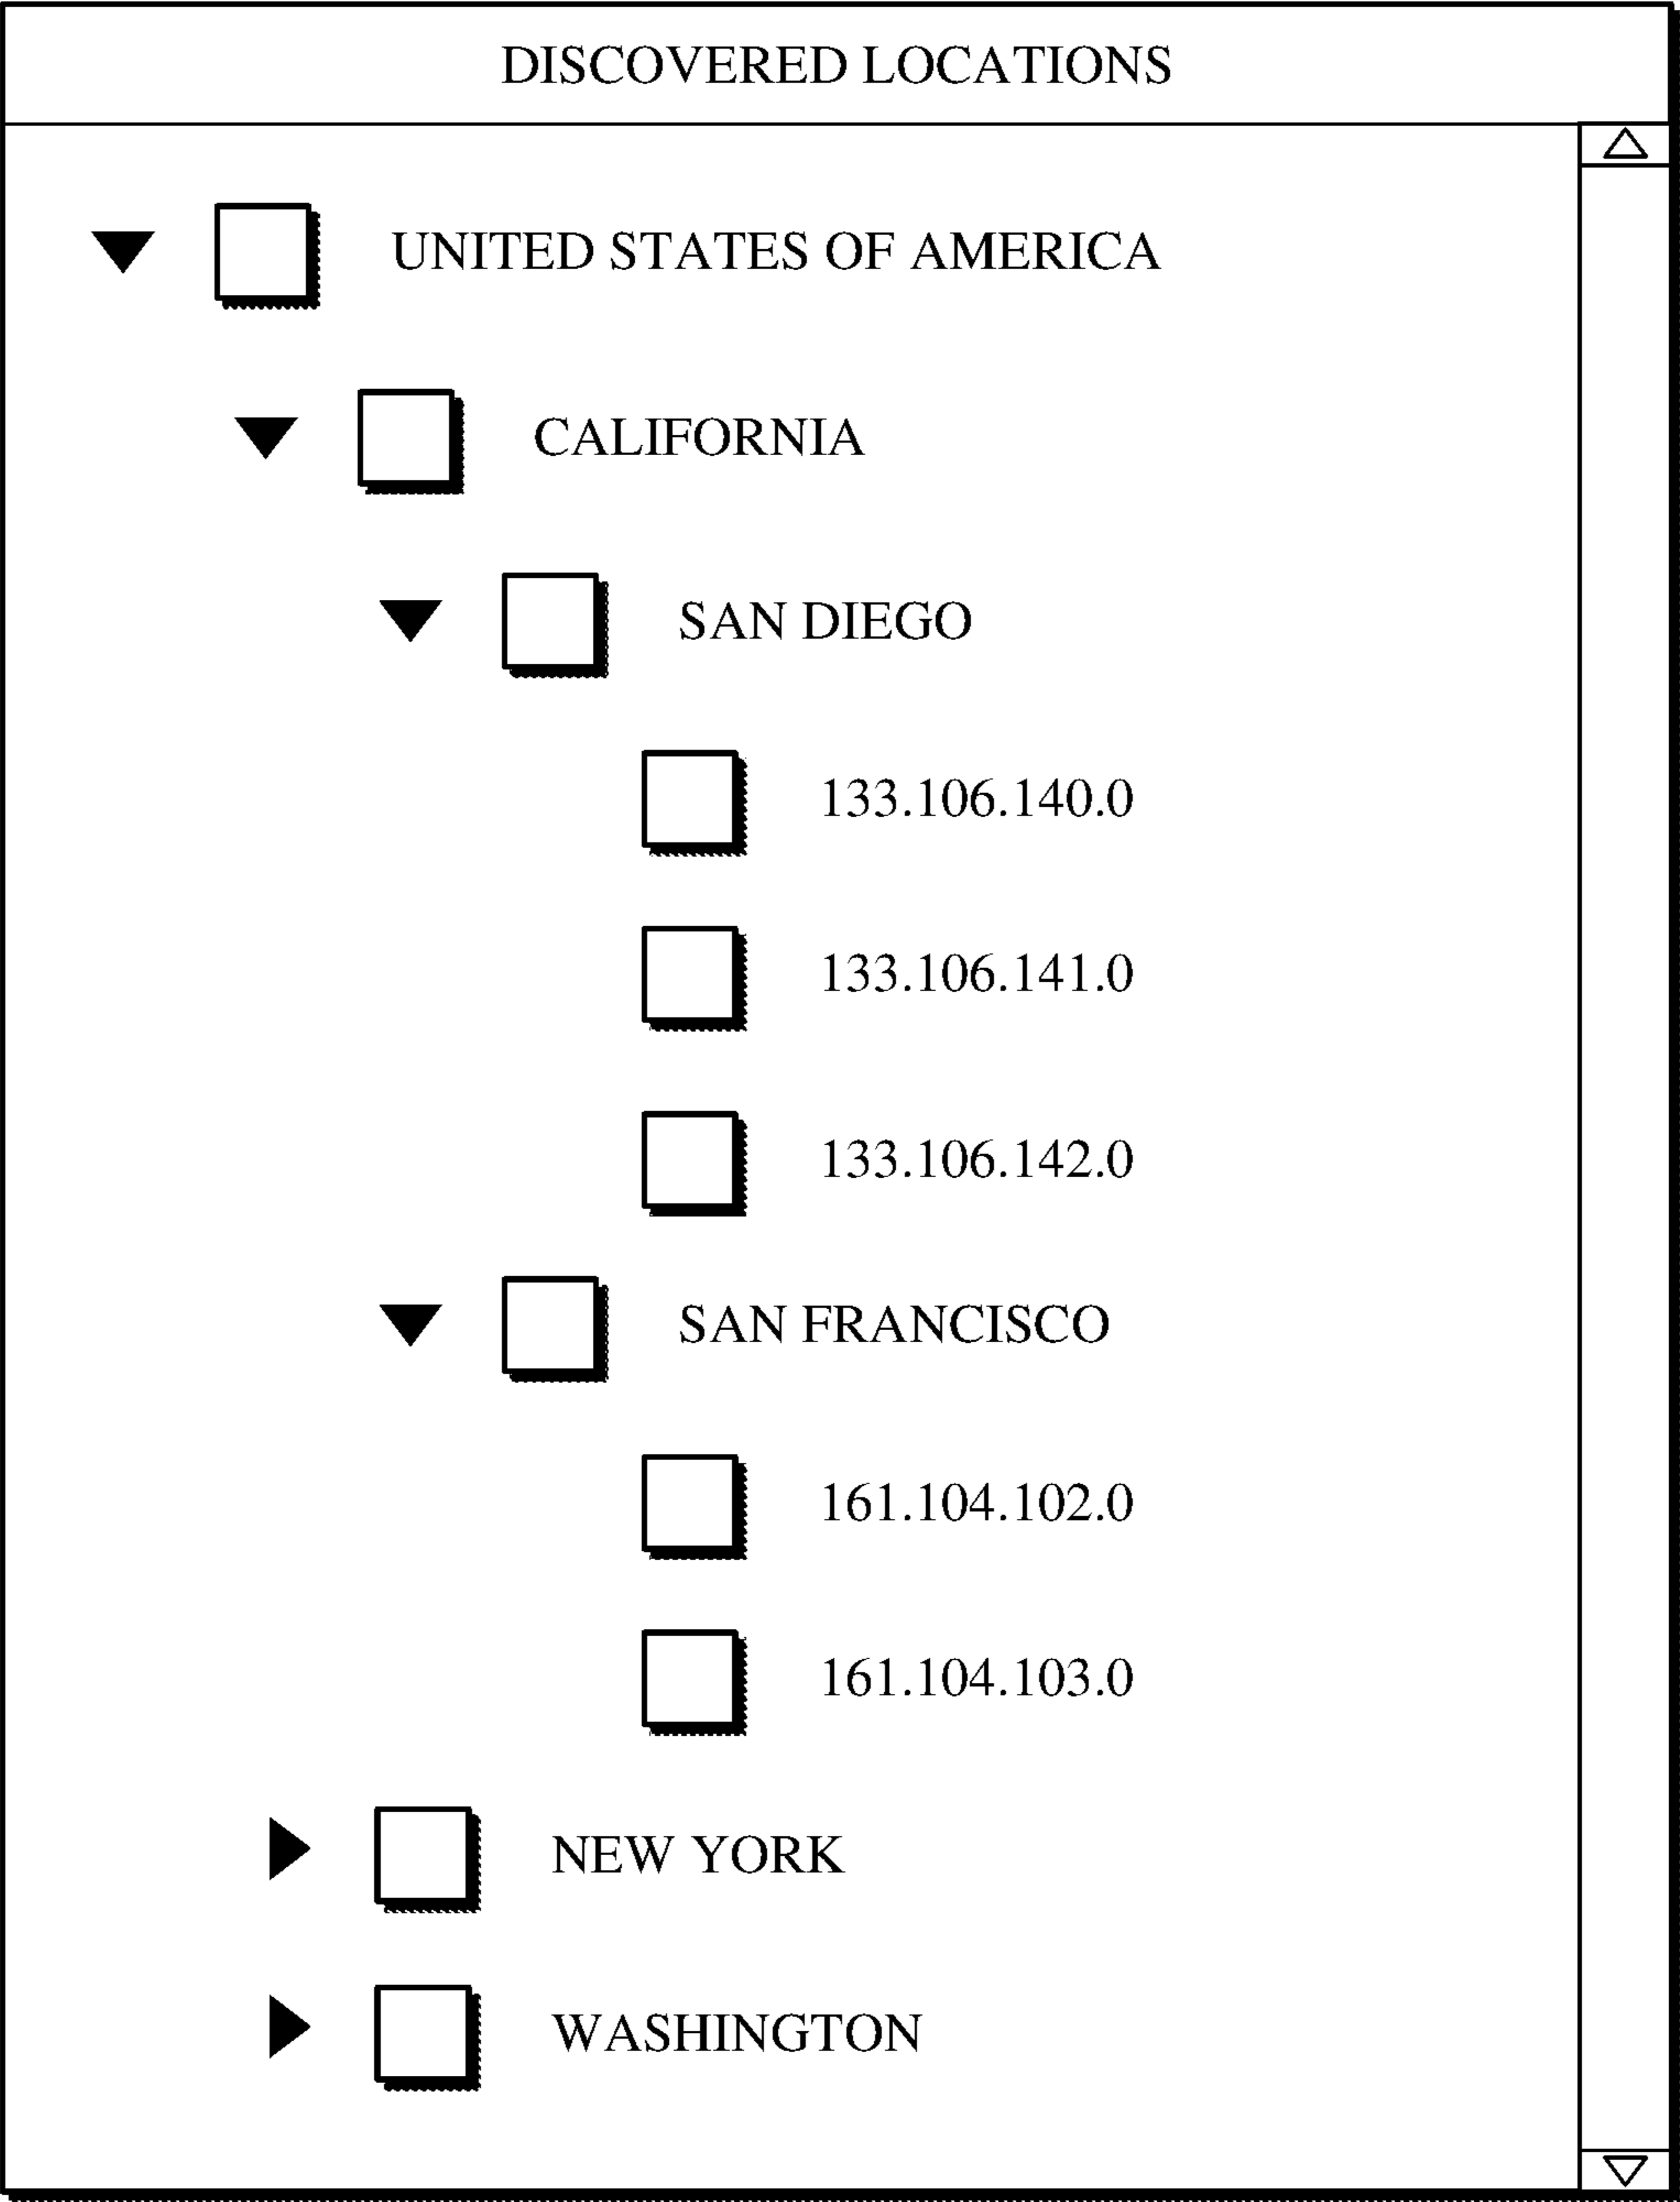 DISCOVERED LOCATIONS
UNITED STATES OF AMERICA
CALIFORNIA
SAN DIEGO
133.106.140.0
133.106.141.0
133.106.142.0
SAN FRANCISCO
161.104.102.0
161.104.103.0
NEW YORK
WASHINGTON